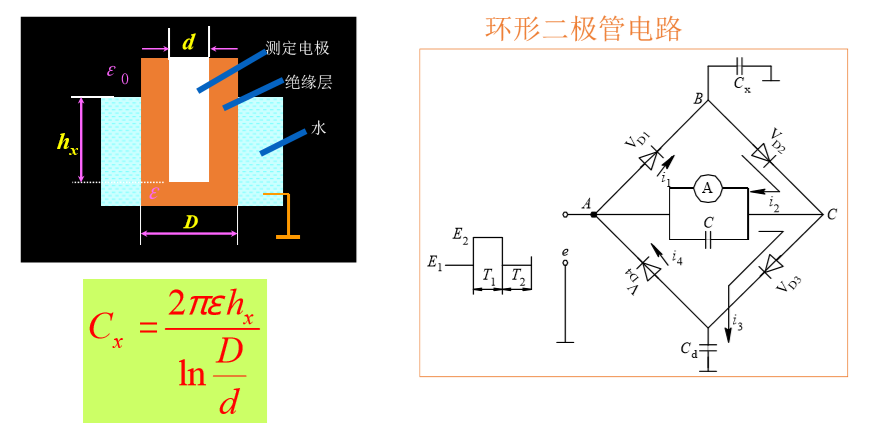 d
测定电极
ε0
绝缘层
hx
水
ε
D
Cx = 2πεhx / ln D/d
环形二极管电路
Cx
B
VD1
VD2
i1
A
i2
A
C
C
E2
e
i4
E1
T1
T2
VD4
VD3
i3
Cd